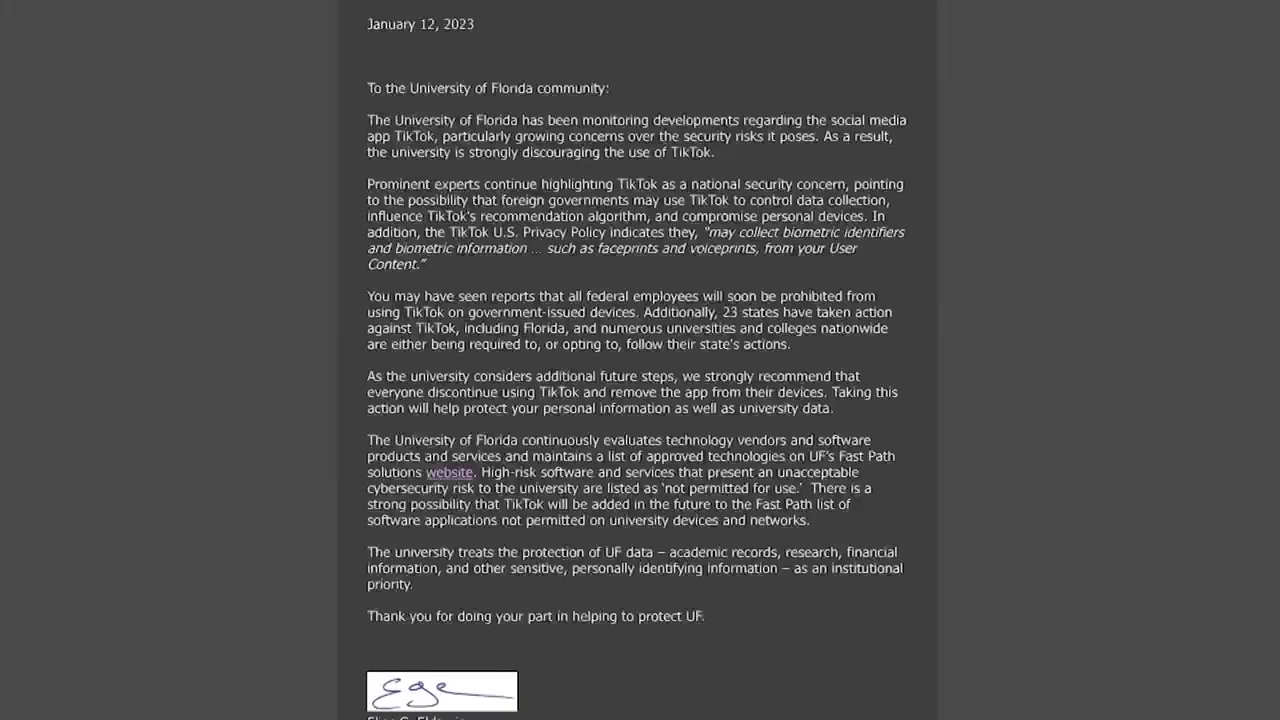 January 12, 2023
To the University of Florida community:
The University of Florida has been monitoring developments regarding the social media
app TikTok, particularly growing concerns over the security risks it poses. As a result,
the university is strongly discouraging the use of TikTok.
Prominent experts continue highlighting TikTok as a national security concern, pointing
to the possibility that foreign governments may use TikTok to control data collection,
influence TikTok's recommendation algorithm, and compromise personal devices. In
addition, the TikTok U.S. Privacy Policy indicates they, “may collect biometric identifiers
and biometric information ... such as faceprints and voiceprints, from your User
Content.”
You may have seen reports that all federal employees will soon be prohibited from
using TikTok on government-issued devices. Additionally, 23 states have taken action
against TikTok, including Florida, and numerous universities and colleges nationwide
are either being required to, or opting to, follow their state's actions.
As the university considers additional future steps, we strongly recommend that
everyone discontinue using TikTok and remove the app from their devices. Taking this
action will help protect your personal information as well as university data.
The University of Florida continuously evaluates technology vendors and software
products and services and maintains a list of approved technologies on UF's Fast Path
solutions website. High-risk software and services that present an unacceptable
cybersecurity risk to the university are listed as 'not permitted for use.' There is a
strong possibility that TikTok will be added in the future to the Fast Path list of
software applications not permitted on university devices and networks.
The university treats the protection of UF data – academic records, research, financial
information, and other sensitive, personally identifying information – as an institutional
priority.
Thank you for doing your part in helping to protect UF.